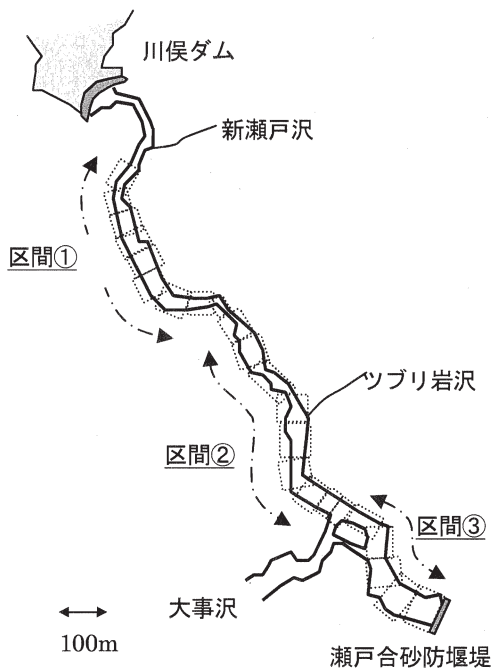 川俣ダム
新瀬戸沢
区間①
ツブリ岩沢
区間②
区間③
大事沢
100m
瀬戸合砂防堰堤